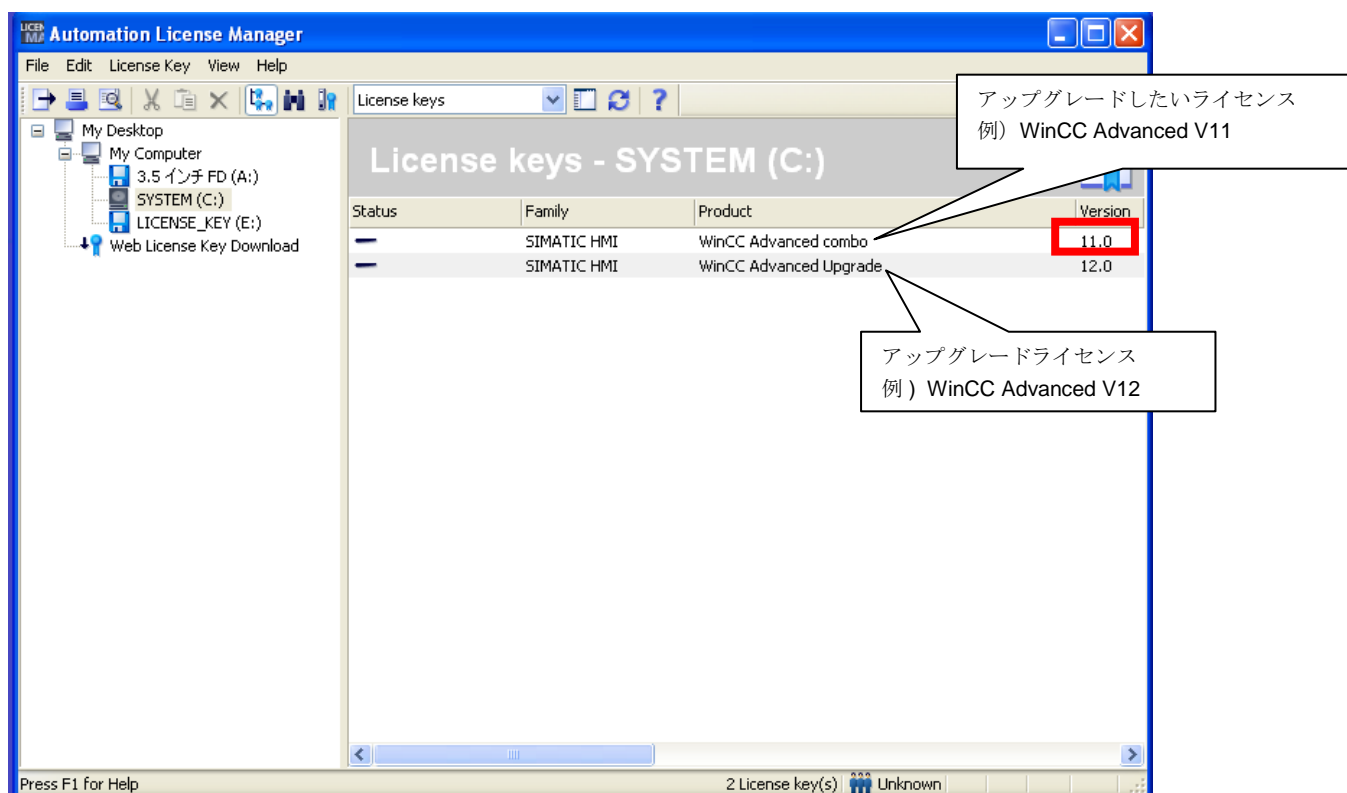 Automation License Manager
File Edit License Key View Help
License keys
アップグレードしたいライセンス
例）WinCC Advanced V11
My Desktop
My Computer
3.5 インチ FD (A:)
SYSTEM (C:)
LICENSE_KEY (E:)
Web License Key Download
License keys - SYSTEM (C:)
Status Family Product Version
SIMATIC HMI WinCC Advanced combo 11.0
SIMATIC HMI WinCC Advanced Upgrade 12.0
アップグレードライセンス
例 ) WinCC Advanced V12
Press F1 for Help
2 License key(s) Unknown